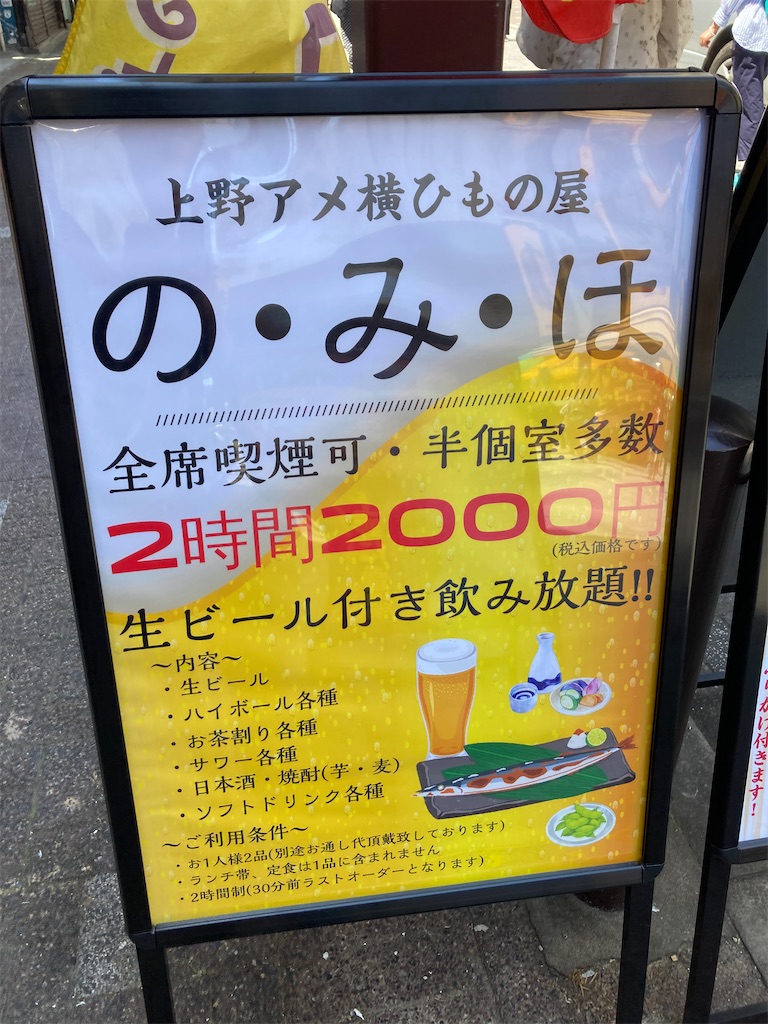 上野アメ横ひもの屋
の・み・ほ
全席喫煙可・半個室多数
2時間2000円
(税込価格です)
生ビール付き飲み放題!!
～内容～
・生ビール
・ハイボール各種
・お茶割り各種
・サワー各種
・日本酒・焼酎(芋・麦)
・ソフトドリンク各種
～ご利用条件～
・お1人様2品(別途お通し代頂戴致しております)
・ランチ帯、定食は1品に含まれません
・2時間制(30分前ラストオーダーとなります)
付きます！